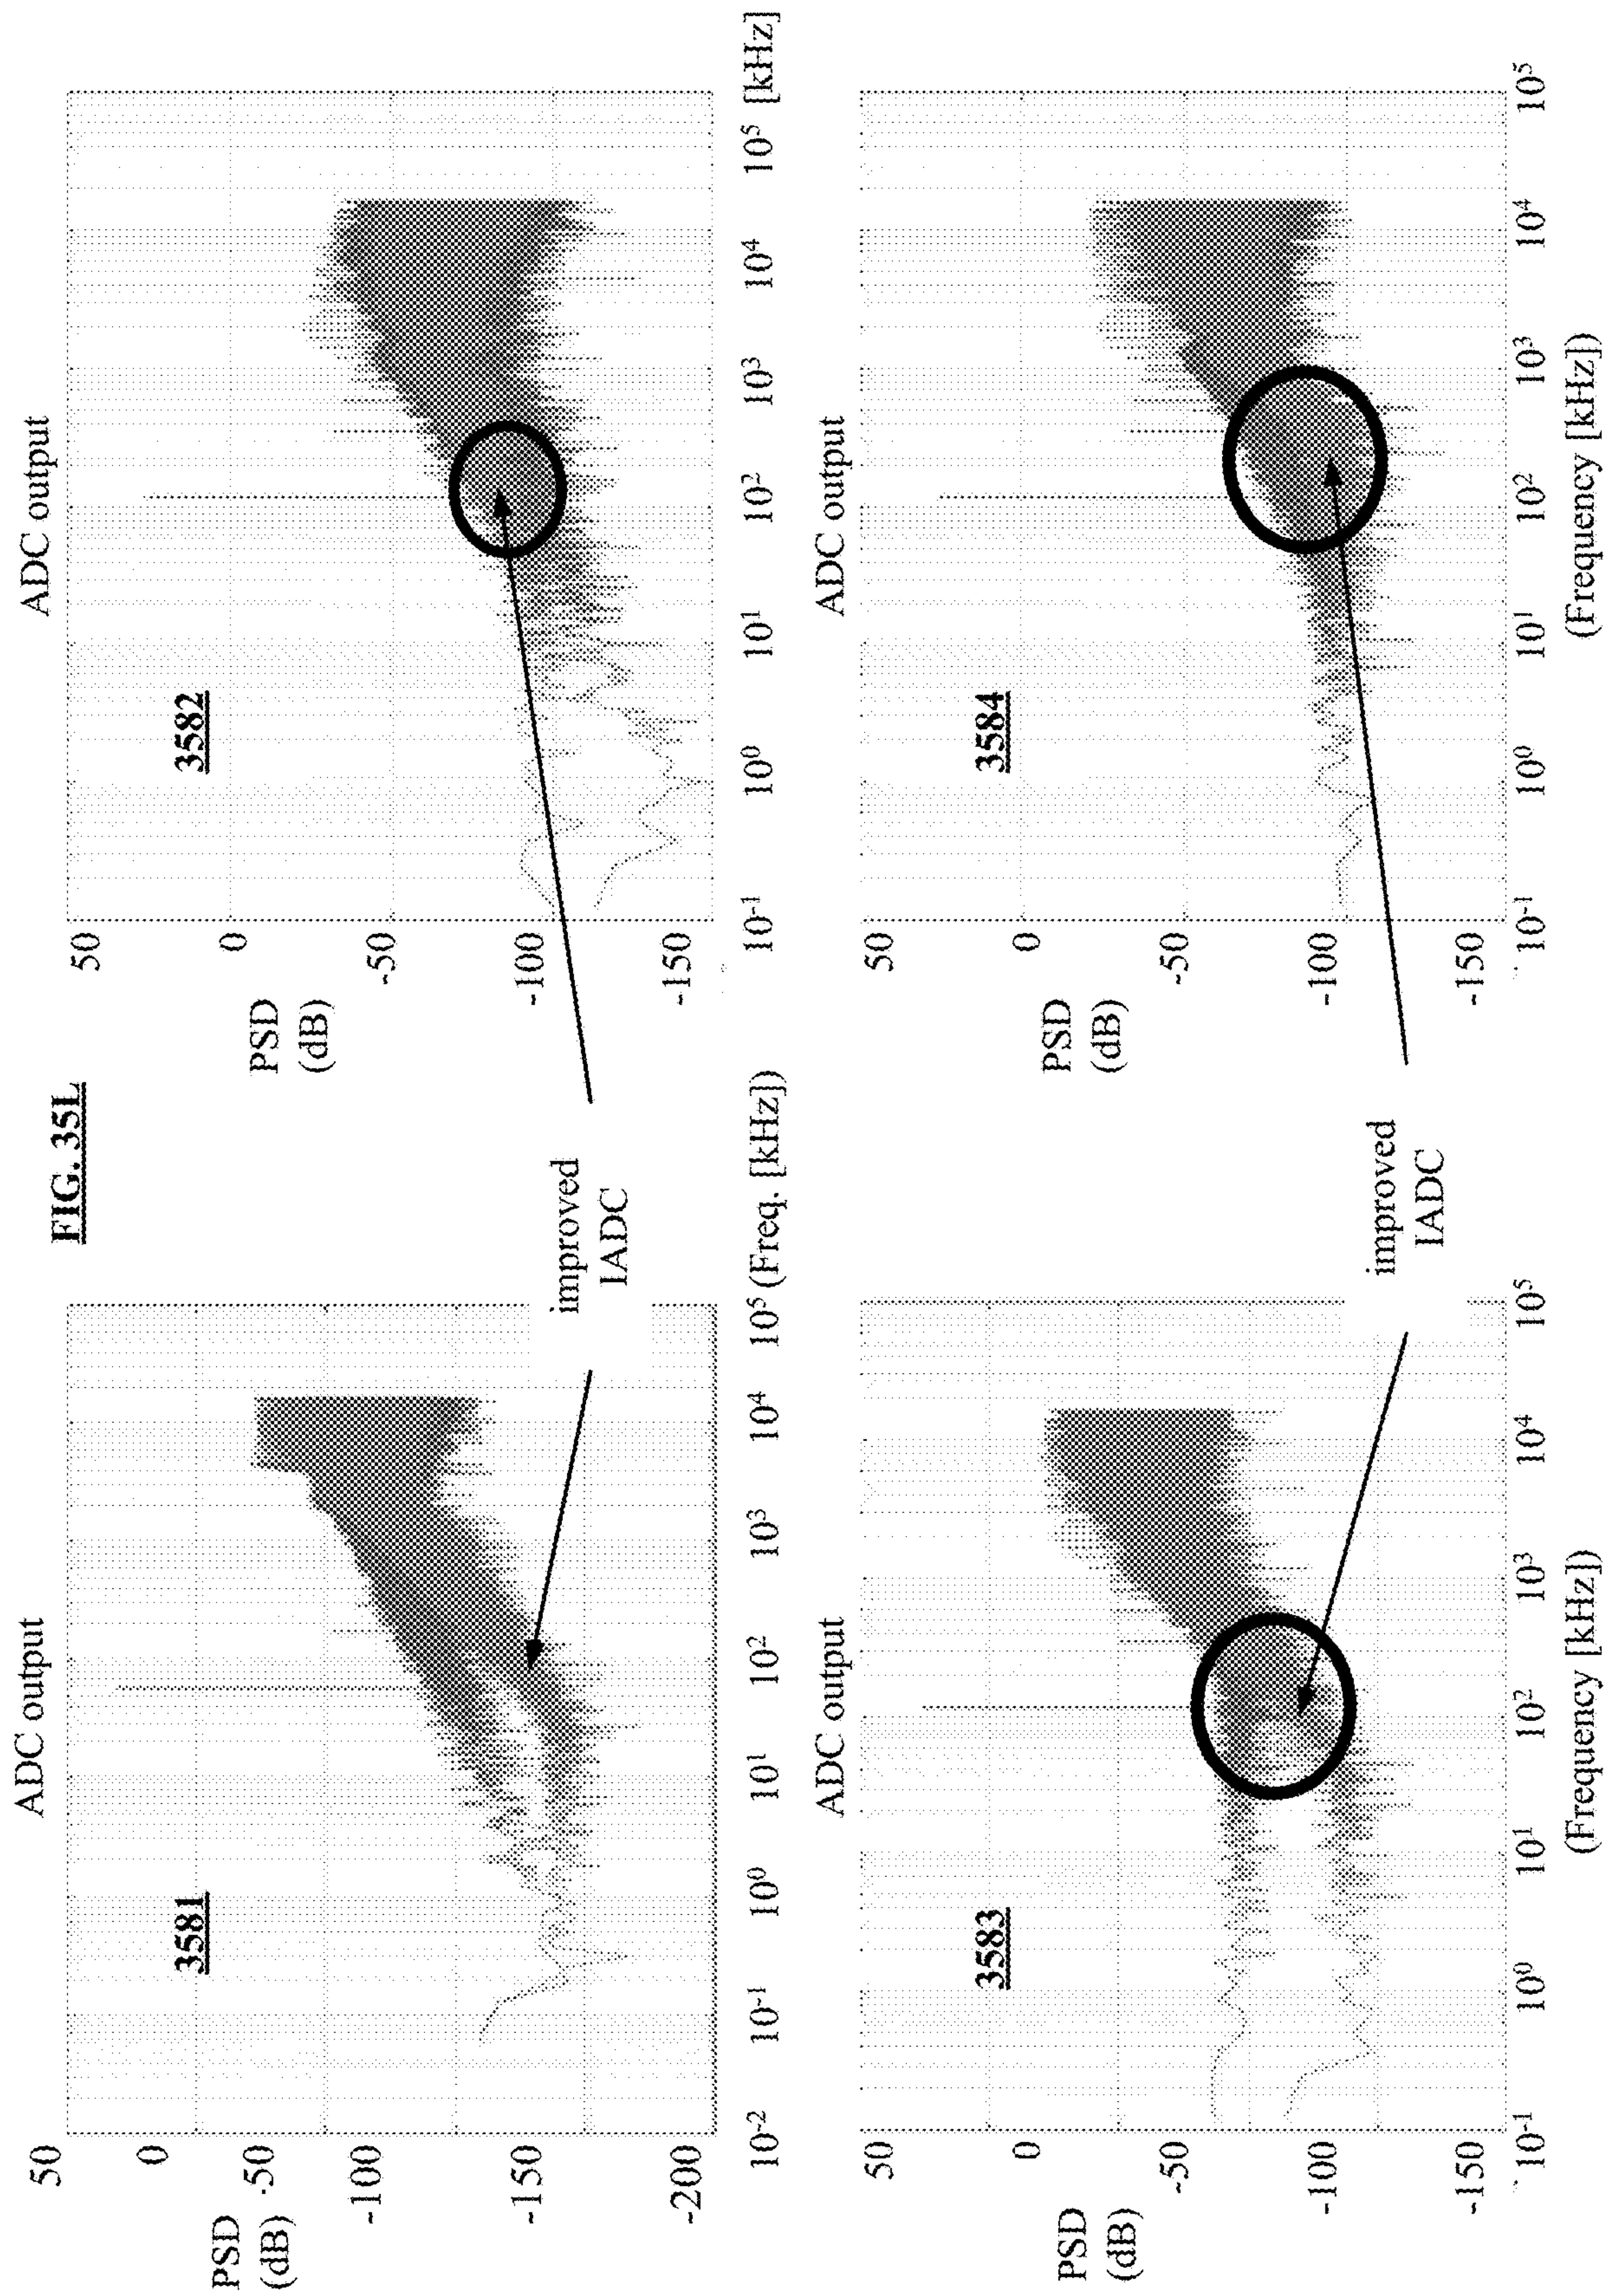 FIG. 35L
ADC output
3581
PSD
(dB)
50
0
-50
-100
-150
-200
10-2
10-1
100
101
102
103
104
105 (Freq. [kHz])
improved
IADC
ADC output
3582
PSD
(dB)
50
0
-50
-100
-150
10-1
100
101
102
103
104
105 [kHz]
ADC output
3583
PSD
(dB)
50
0
-50
-100
-150
10-1
100
101
102
103
104
105
(Frequency [kHz])
improved
IADC
ADC output
3584
PSD
(dB)
50
0
-50
-100
-150
10-1
100
101
102
103
104
105
(Frequency [kHz])